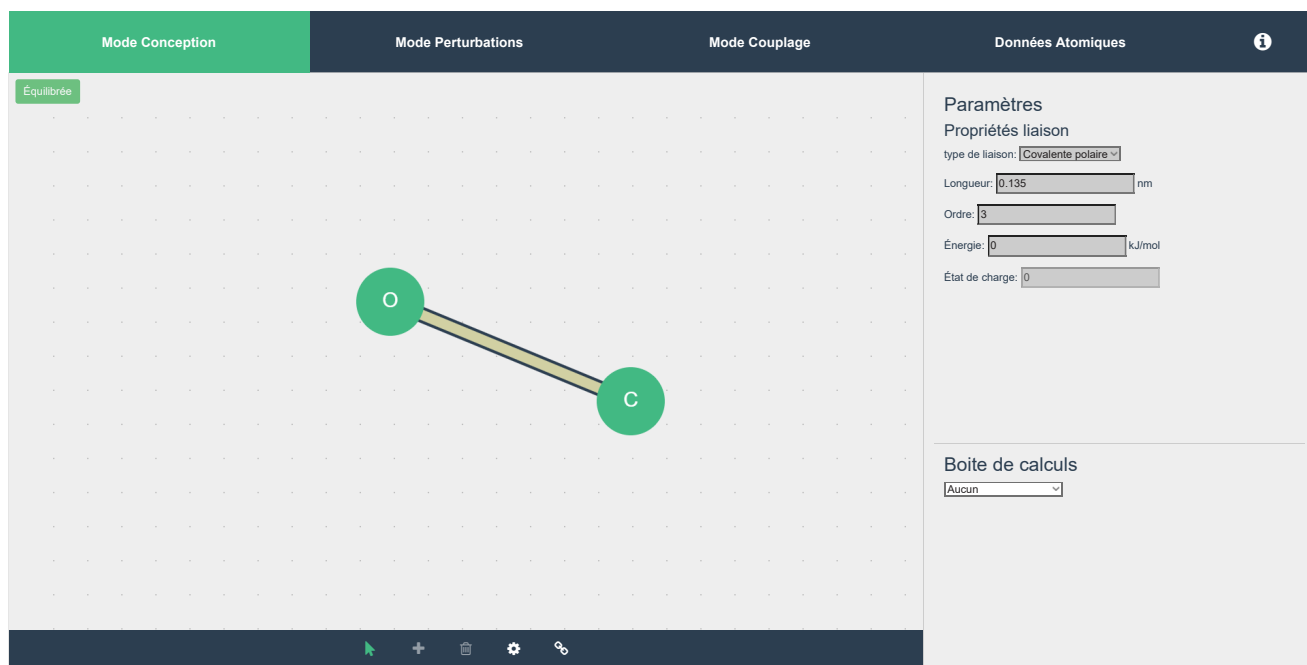 Mode Conception
Mode Perturbations
Mode Couplage
Données Atomiques
Équilibrée
O
C
Paramètres
Propriétés liaison
type de liaison: Covalente polaire
Longueur: 0.135 nm
Ordre: 3
Énergie: 0 kJ/mol
État de charge: 0
Boite de calculs
Aucun